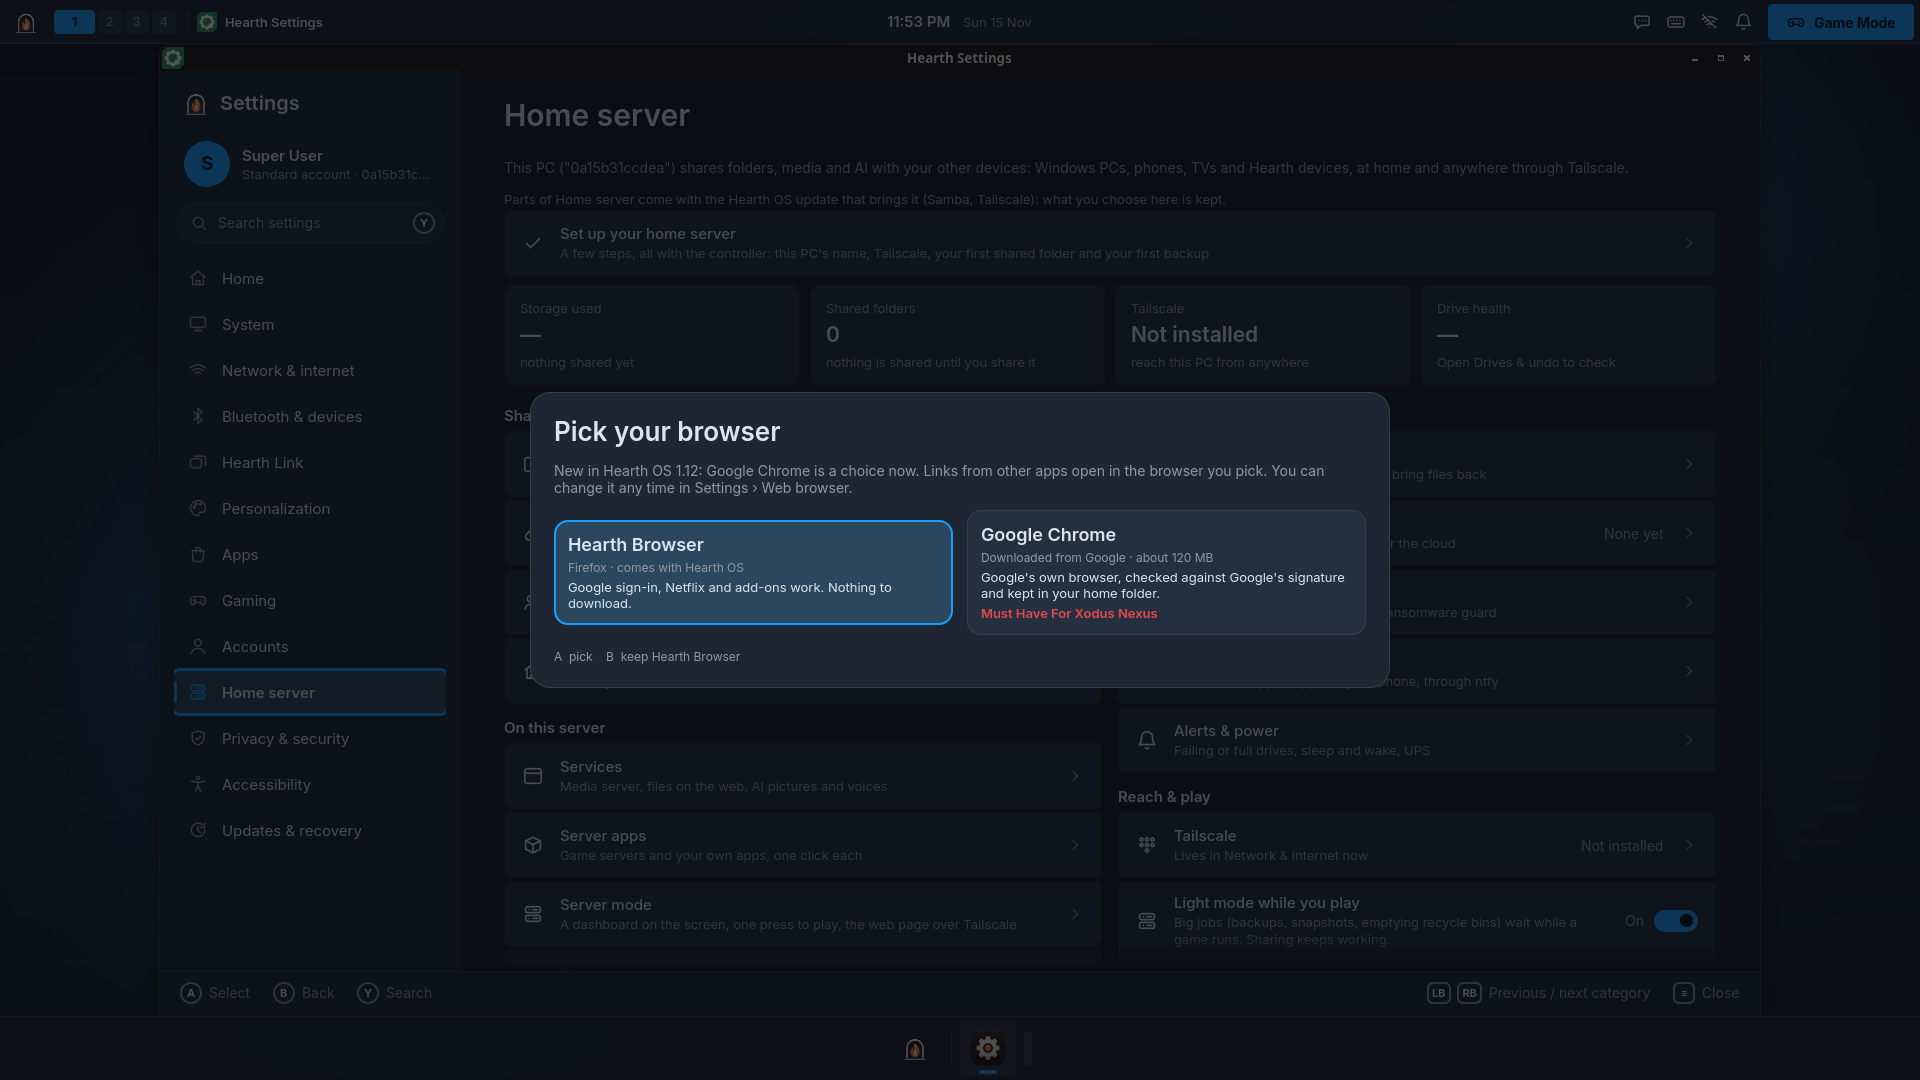 1 2 3 4 Hearth Settings 11:53 PM Sun 15 Nov Game Mode
Hearth Settings
Settings
S Super User
Standard account · 0a15b31c...
Search settings Y
Home
System
Network & internet
Bluetooth & devices
Hearth Link
Personalization
Apps
Gaming
Accounts
Home server
Privacy & security
Accessibility
Updates & recovery
Home server
This PC ("0a15b31ccdea") shares folders, media and AI with your other devices: Windows PCs, phones, TVs and Hearth devices, at home and anywhere through Tailscale.
Parts of Home server come with the Hearth OS update that brings it (Samba, Tailscale): what you choose here is kept.
Set up your home server
A few steps, all with the controller: this PC's name, Tailscale, your first shared folder and your first backup
Storage used
—
nothing shared yet
Shared folders
0
nothing is shared until you share it
Tailscale
Not installed
reach this PC from anywhere
Drive health
—
Open Drives & undo to check
Sha
bring files back
r the cloud None yet
ansomware guard
phone, through ntfy
Pick your browser
New in Hearth OS 1.12: Google Chrome is a choice now. Links from other apps open in the browser you pick. You can
change it any time in Settings › Web browser.
Hearth Browser
Firefox · comes with Hearth OS
Google sign-in, Netflix and add-ons work. Nothing to
download.
Google Chrome
Downloaded from Google · about 120 MB
Google's own browser, checked against Google's signature
and kept in your home folder.
Must Have For Xodus Nexus
A pick B keep Hearth Browser
On this server
Services
Media server, files on the web, AI pictures and voices
Server apps
Game servers and your own apps, one click each
Server mode
A dashboard on the screen, one press to play, the web page over Tailscale
Alerts & power
Failing or full drives, sleep and wake, UPS
Reach & play
Tailscale
Lives in Network & internet now
Not installed
Light mode while you play
Big jobs (backups, snapshots, emptying recycle bins) wait while a
game runs. Sharing keeps working.
On
A Select B Back Y Search
LB RB Previous / next category Close